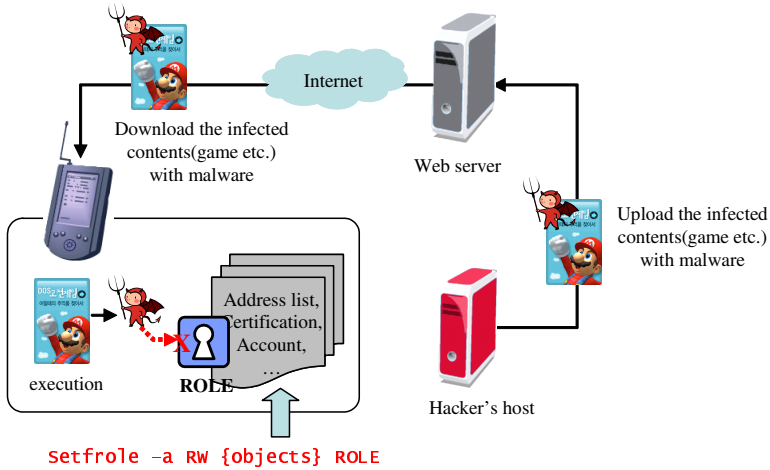 Internet
Download the infected
contents(game etc.)
with malware
Web server
Upload the infected
contents(game etc.)
with malware
Address list,
Certification,
Account,
...
execution
ROLE
X
Hacker's host
Setfrole –a RW {objects} ROLE